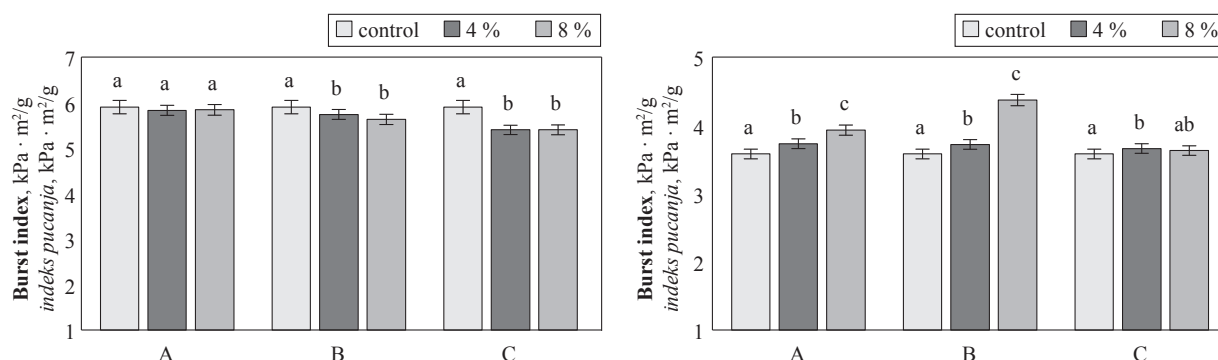 control 4 % 8 %
Burst index, kPa · m²/g
indeks pucanja, kPa · m²/g
7
6
5
4
3
2
1
a a a a b b a b b
A B C
control 4 % 8 %
Burst index, kPa · m²/g
indeks pucanja, kPa · m²/g
5
4
3
2
1
a b c a b c a b ab
A B C